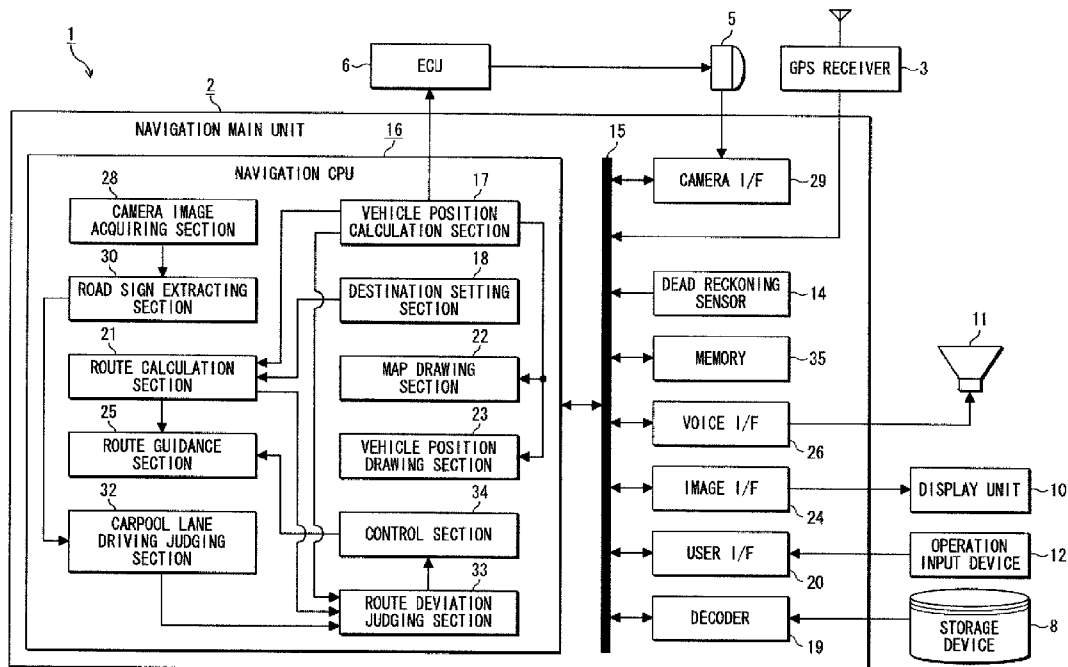 1
5
6
ECU
GPS RECEIVER
3
2
NAVIGATION MAIN UNIT
16
15
NAVIGATION CPU
28
CAMERA IMAGE
ACQUIRING SECTION
17
VEHICLE POSITION
CALCULATION SECTION
CAMERA I/F
29
30
ROAD SIGN EXTRACTING
SECTION
18
DESTINATION SETTING
SECTION
DEAD RECKONING
SENSOR
14
21
ROUTE CALCULATION
SECTION
22
MAP DRAWING
SECTION
MEMORY
35
11
25
ROUTE GUIDANCE
SECTION
23
VEHICLE POSITION
DRAWING SECTION
VOICE I/F
26
32
CARPOOL LANE
DRIVING JUDGING
SECTION
34
CONTROL SECTION
IMAGE I/F
24
DISPLAY UNIT
10
USER I/F
20
OPERATION
INPUT DEVICE
12
33
ROUTE DEVIATION
JUDGING SECTION
DECODER
19
STORAGE
DEVICE
8